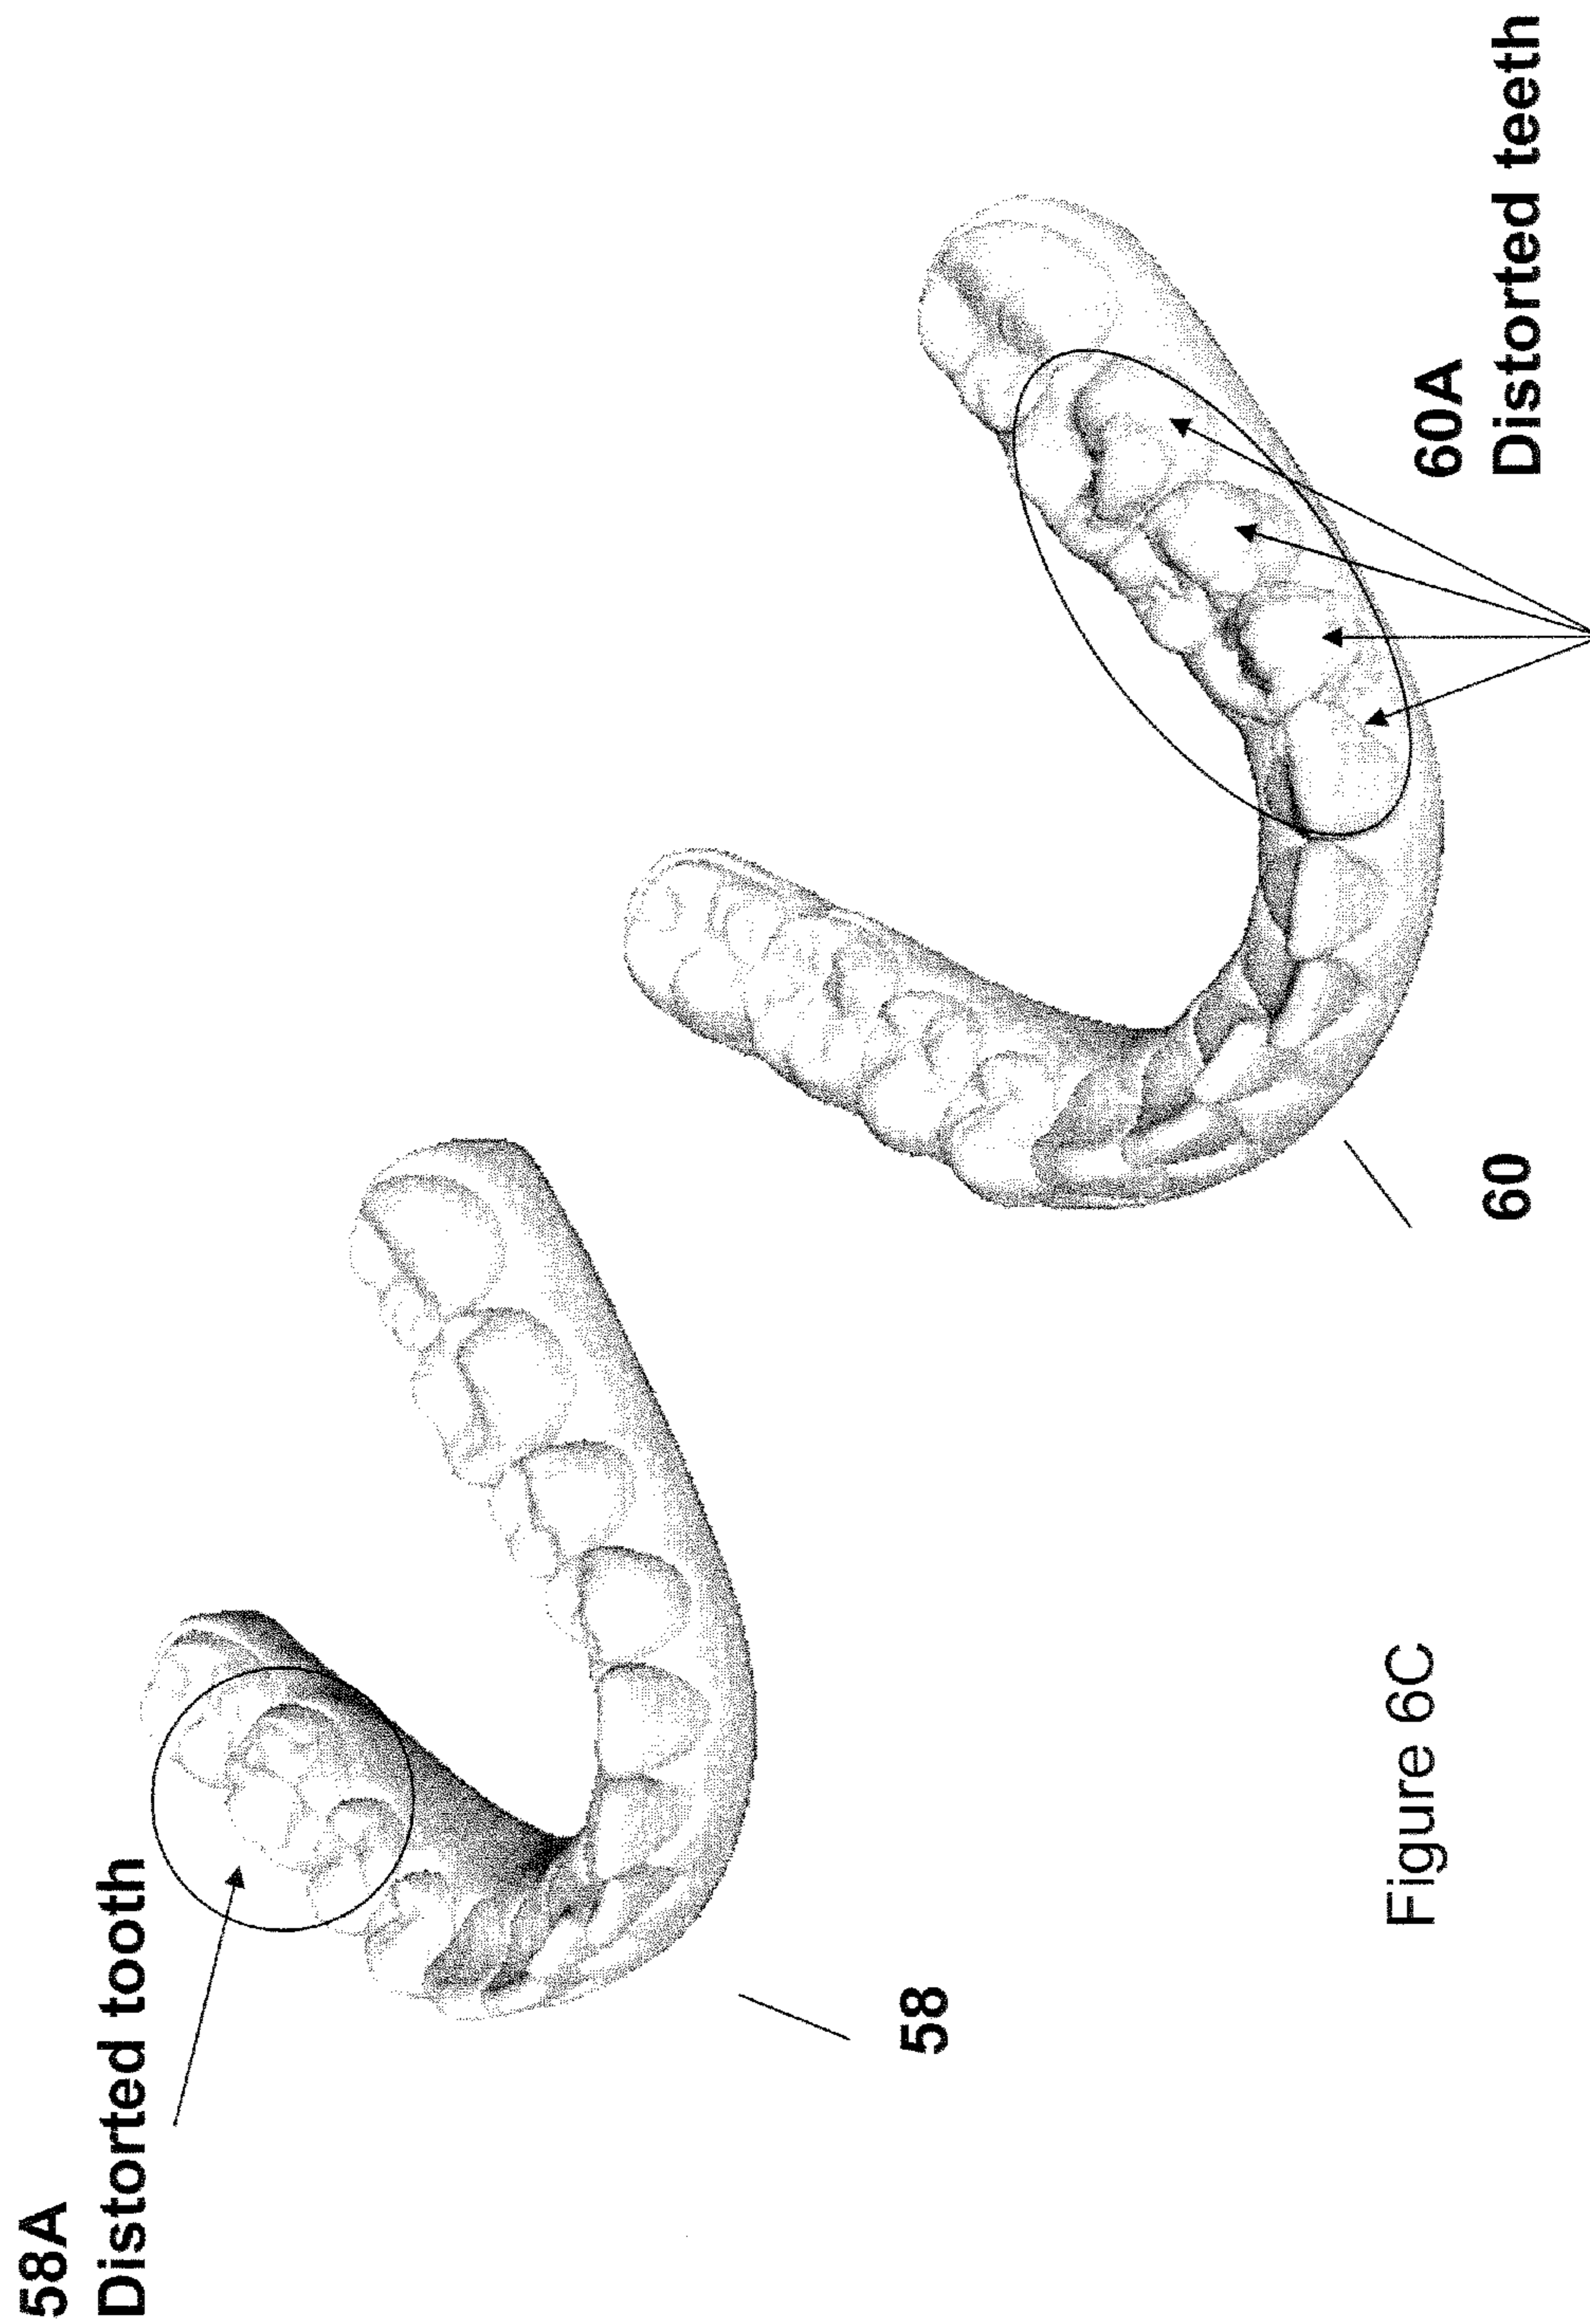 58A
Distorted tooth
58
60
60A
Distorted teeth
Figure 6C